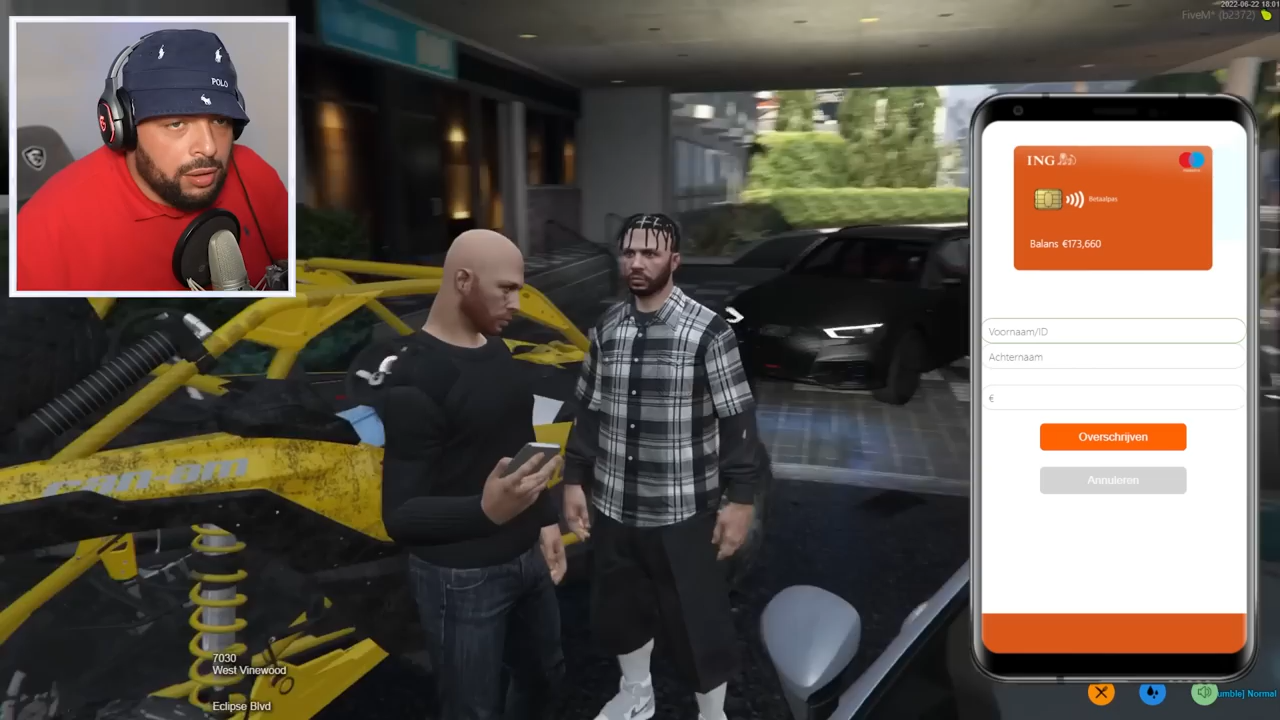 2022-06-22 18:01
FiveM* (b2372)
POLO
ING
Betaalpas
Balans €173,660
Voornaam/ID
Achternaam
€
Overschrijven
Annuleren
can-am
7030
West Vinewood
Eclipse Blvd
umble] Normal